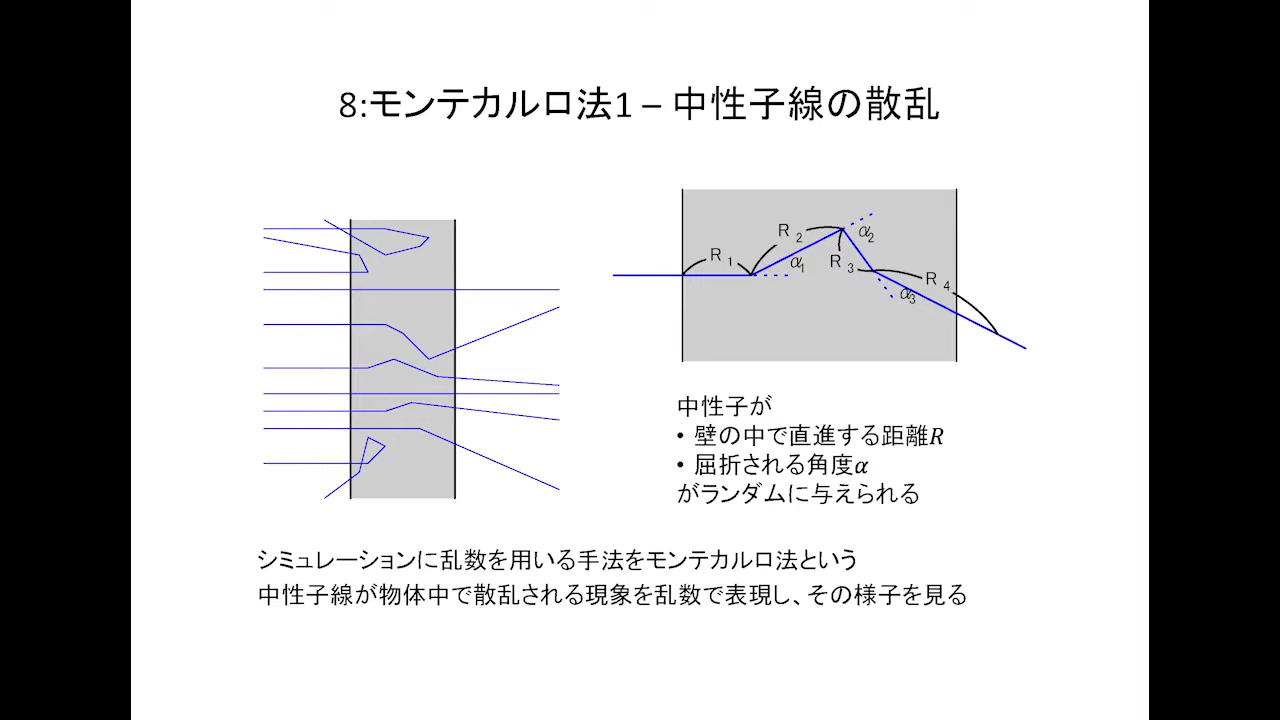 8:モンテカルロ法1 – 中性子線の散乱
R 1
R 2
R 3
R 4
α1
α2
α3
中性子が
• 壁の中で直進する距離R
• 屈折される角度α
がランダムに与えられる
シミュレーションに乱数を用いる手法をモンテカルロ法という
中性子線が物体中で散乱される現象を乱数で表現し、その様子を見る